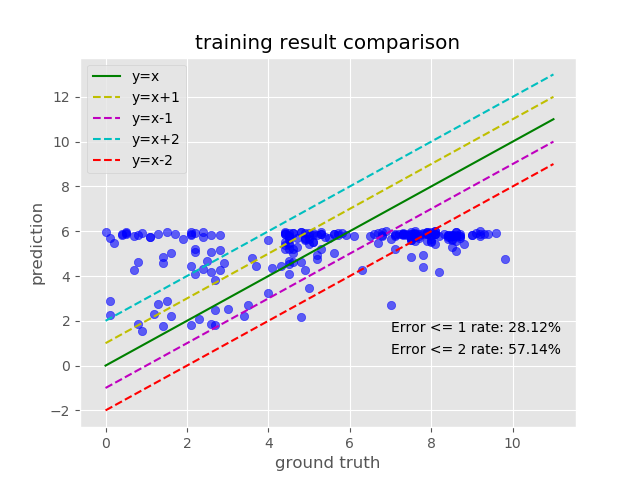 training result comparison
y=x
y=x+1
y=x-1
y=x+2
y=x-2
12
10
8
6
4
2
0
−2
prediction
Error <= 1 rate: 28.12%
Error <= 2 rate: 57.14%
0 2 4 6 8 10
ground truth